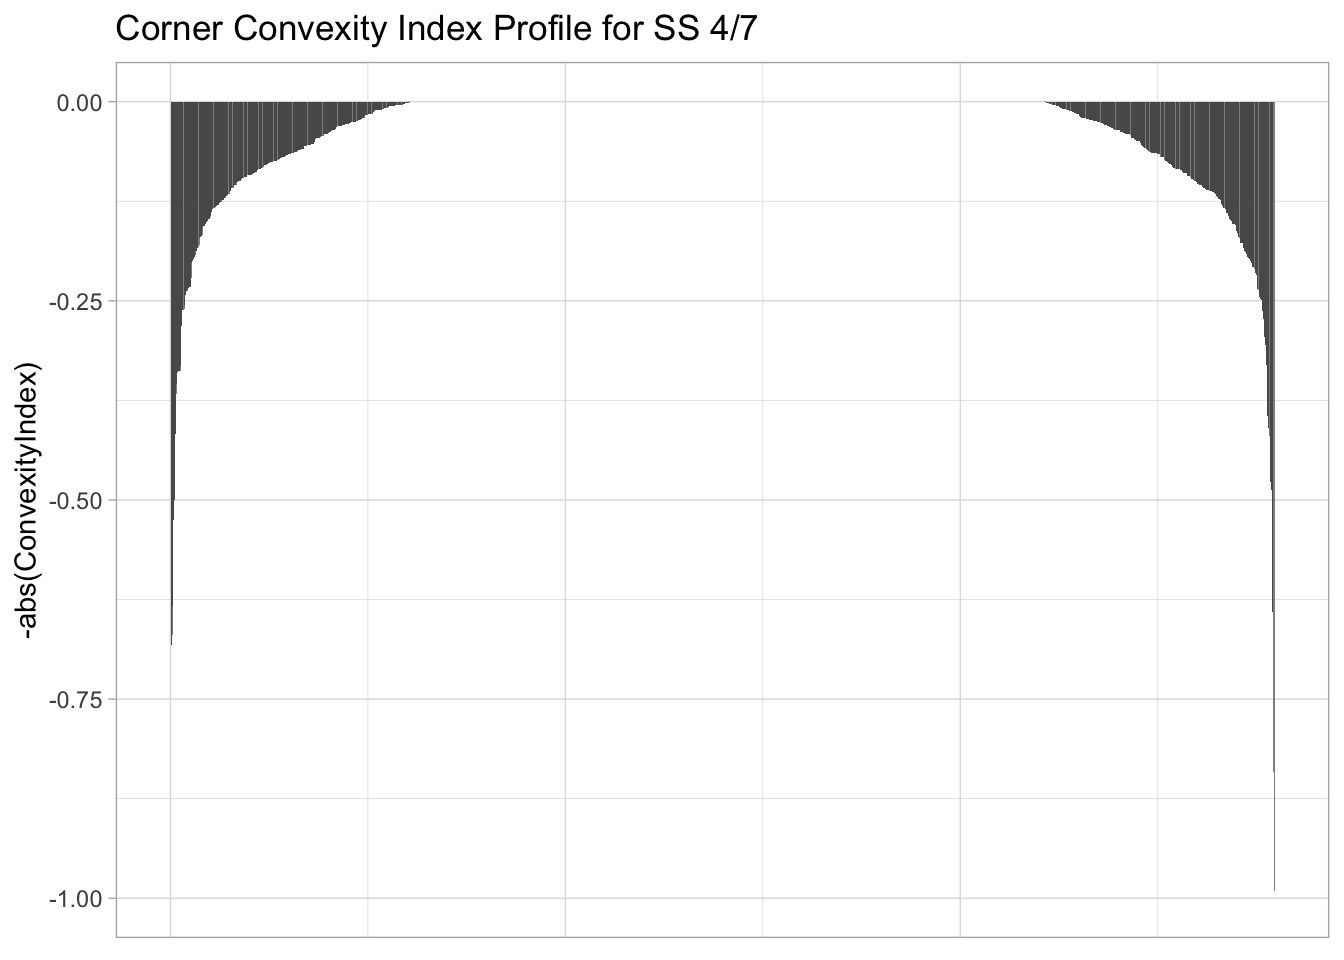 Corner Convexity Index Profile for SS 4/7
0.00
-0.25
-0.50
-0.75
-1.00
-abs(ConvexityIndex)